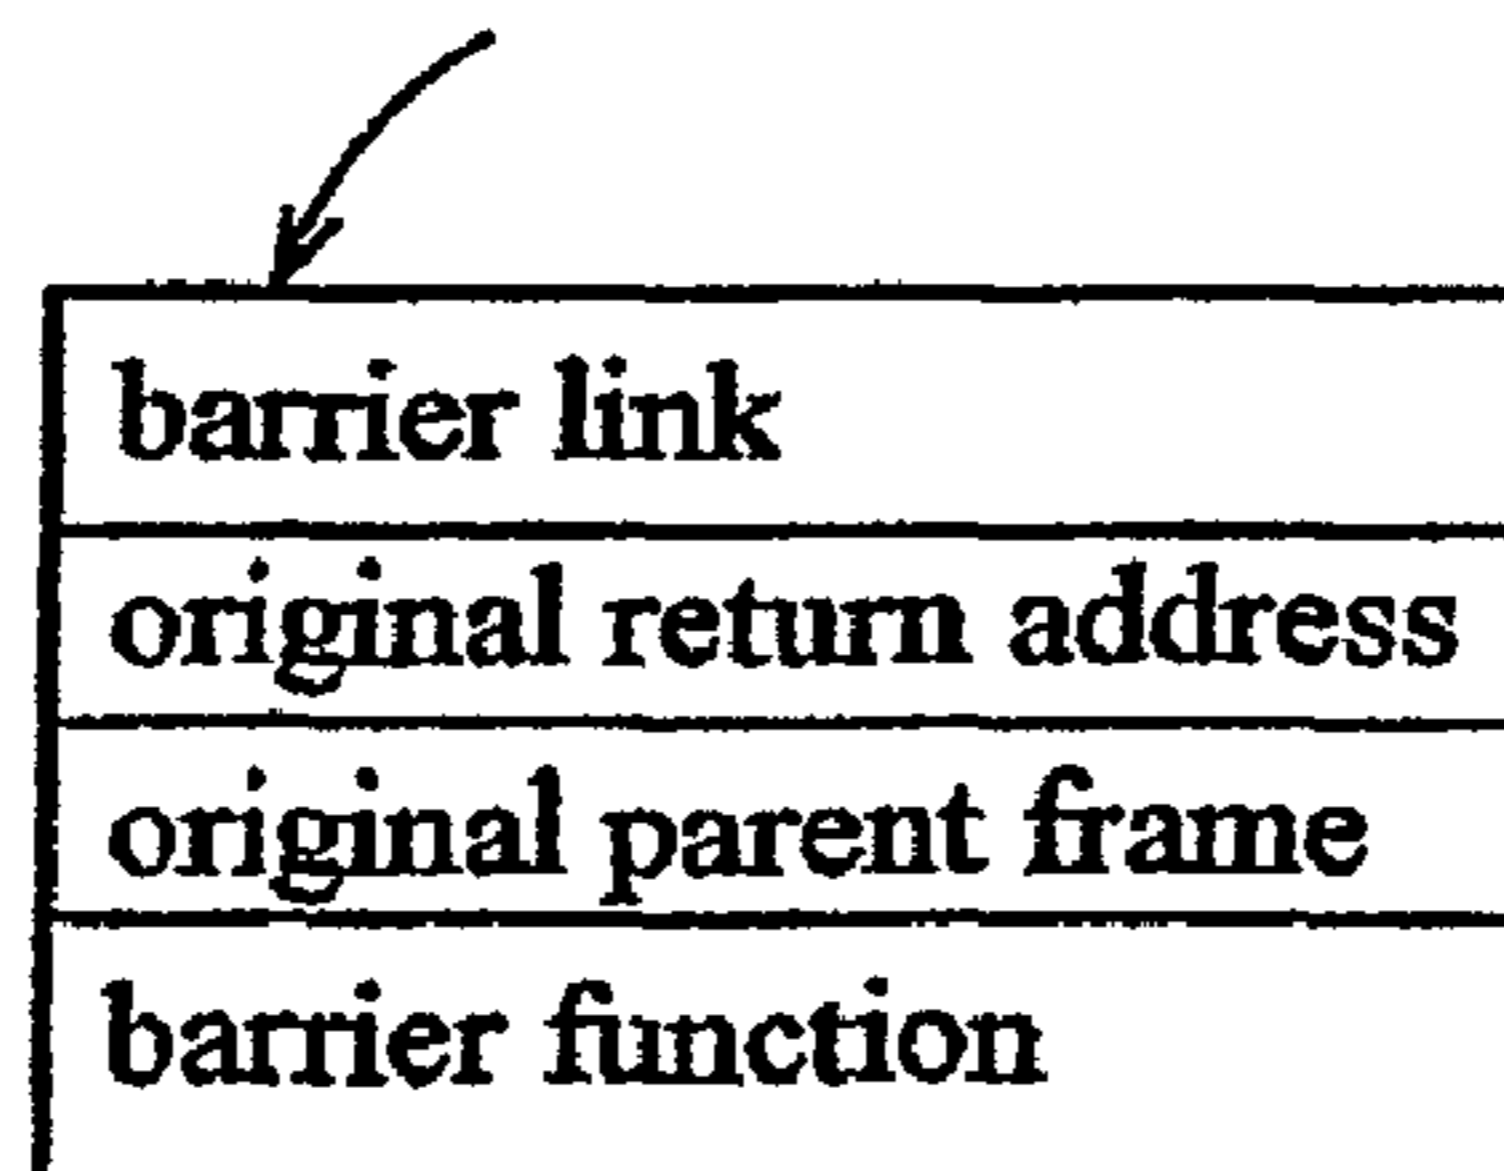 barrier link
original return address
original parent frame
barrier function